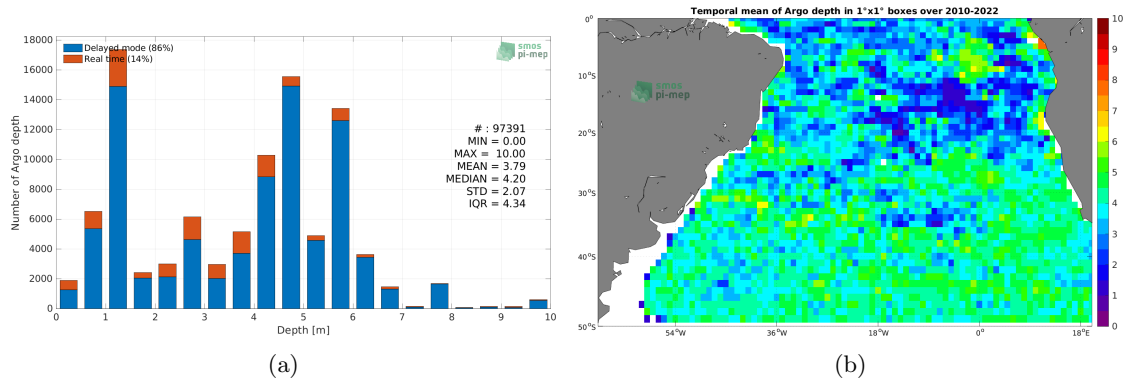 Delayed mode (86%)
Real time (14%)
smos
pi-mep
# : 97391
MIN = 0.00
MAX = 10.00
MEAN = 3.79
MEDIAN = 4.20
STD = 2.07
IQR = 4.34
18000
16000
14000
12000
10000
8000
6000
4000
2000
0
Number of Argo depth
0 1 2 3 4 5 6 7 8 9 10
Depth [m]
(a)
Temporal mean of Argo depth in 1°x1° boxes over 2010-2022
smos
pi-mep
0°
10°S
20°S
30°S
40°S
50°S
54°W 36°W 18°W 0° 18°E
10
9
8
7
6
5
4
3
2
1
0
(b)